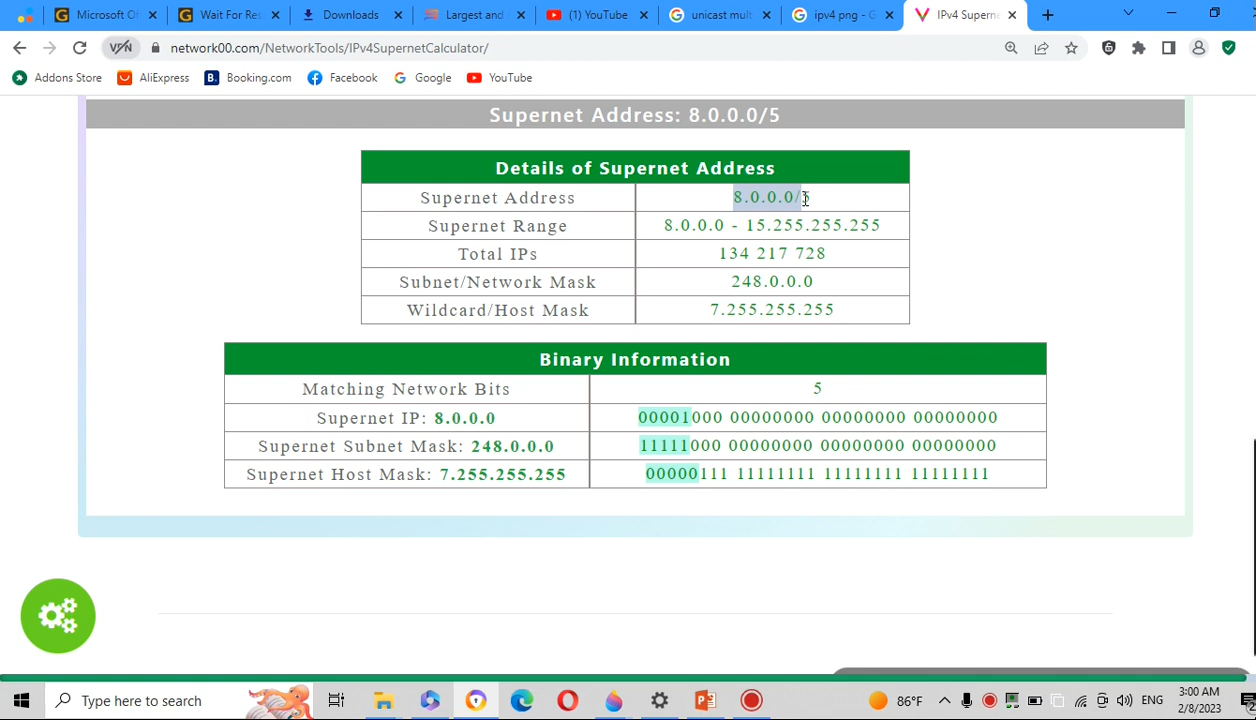 Microsoft Of
Wait For Res
Downloads
Largest and
(1) YouTube
unicast mult
ipv4 png - G
IPv4 Superne
VPN
network00.com/NetworkTools/IPv4SupernetCalculator/
Addons Store
AliExpress
Booking.com
Facebook
Google
YouTube
Supernet Address: 8.0.0.0/5
Details of Supernet Address
Supernet Address 8.0.0.0/5
Supernet Range 8.0.0.0 - 15.255.255.255
Total IPs 134 217 728
Subnet/Network Mask 248.0.0.0
Wildcard/Host Mask 7.255.255.255
Binary Information
Matching Network Bits 5
Supernet IP: 8.0.0.0 00001000 00000000 00000000 00000000
Supernet Subnet Mask: 248.0.0.0 11111000 00000000 00000000 00000000
Supernet Host Mask: 7.255.255.255 00000111 11111111 11111111 11111111
Type here to search
86°F
ENG
3:00 AM
2/8/2023